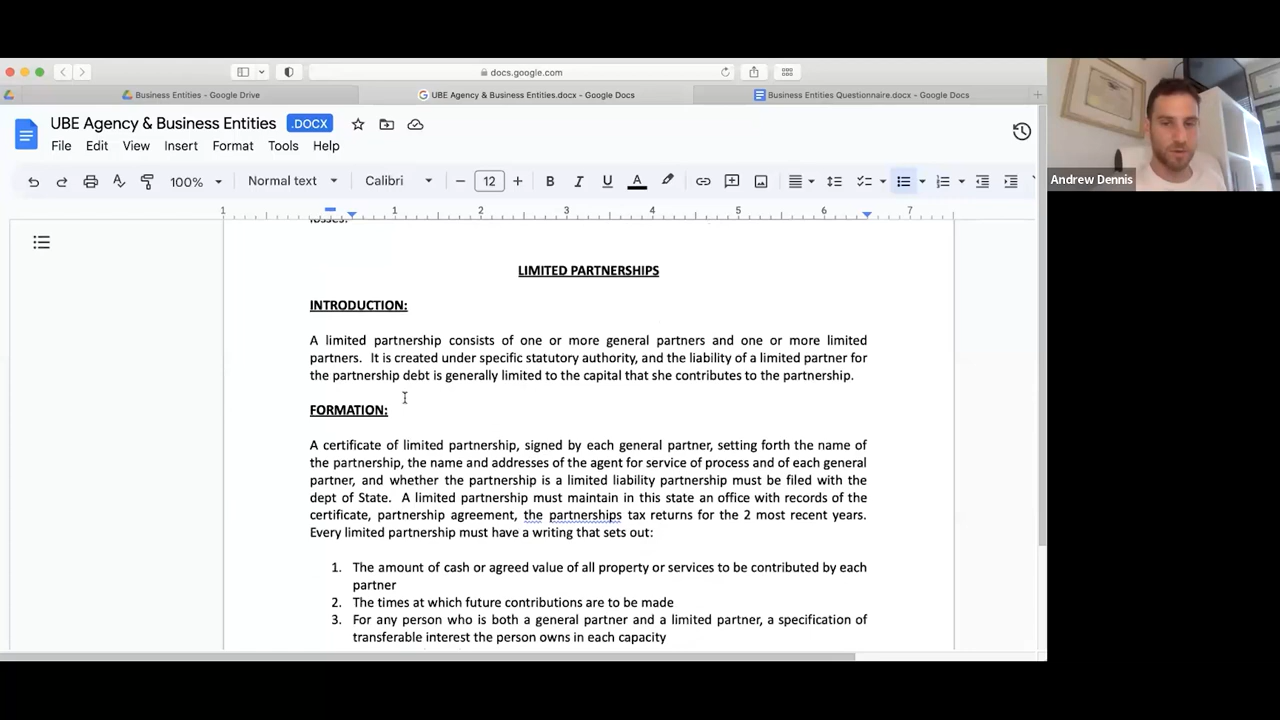 docs.google.com
Business Entities - Google Drive
UBE Agency & Business Entities.docx - Google Docs
Business Entities Questionnaire.docx - Google Docs
UBE Agency & Business Entities .DOCX
File Edit View Insert Format Tools Help
100% Normal text Calibri 12
1 1 2 3 4 5 6 7
losses.
LIMITED PARTNERSHIPS
INTRODUCTION:
A limited partnership consists of one or more general partners and one or more limited
partners. It is created under specific statutory authority, and the liability of a limited partner for
the partnership debt is generally limited to the capital that she contributes to the partnership.
FORMATION:
A certificate of limited partnership, signed by each general partner, setting forth the name of
the partnership, the name and addresses of the agent for service of process and of each general
partner, and whether the partnership is a limited liability partnership must be filed with the
dept of State. A limited partnership must maintain in this state an office with records of the
certificate, partnership agreement, the partnerships tax returns for the 2 most recent years.
Every limited partnership must have a writing that sets out:
1. The amount of cash or agreed value of all property or services to be contributed by each
partner
2. The times at which future contributions are to be made
3. For any person who is both a general partner and a limited partner, a specification of
transferable interest the person owns in each capacity
Andrew Dennis